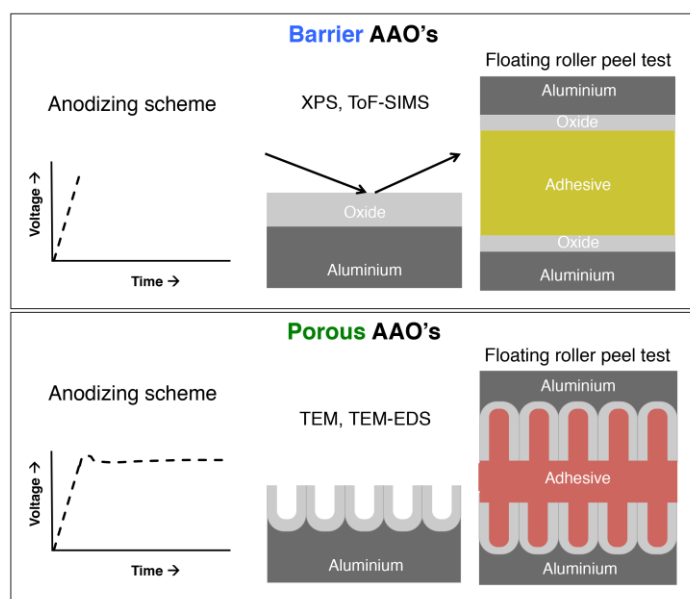 Barrier AAO's
Floating roller peel test
Anodizing scheme
XPS, ToF-SIMS
Aluminium
Oxide
Adhesive
Oxide
Aluminium
Oxide
Aluminium
Voltage →
Time →
Porous AAO's
Floating roller peel test
Anodizing scheme
TEM, TEM-EDS
Aluminium
Adhesive
Aluminium
Aluminium
Voltage →
Time →